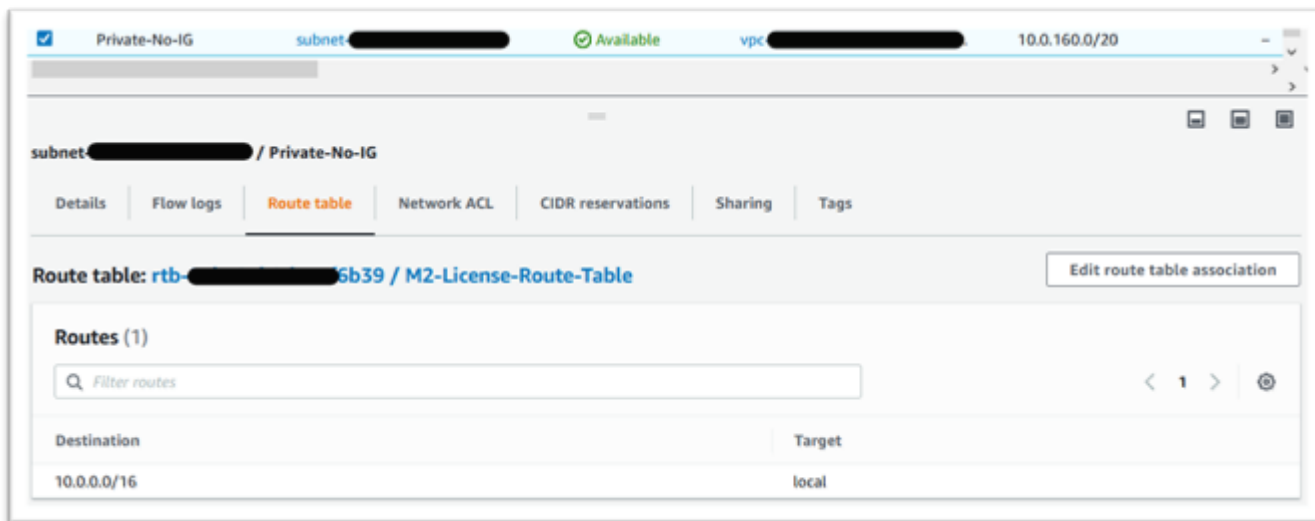 Private-No-IG subnet- Available vpc- 10.0.160.0/20 –
subnet- / Private-No-IG
Details Flow logs Route table Network ACL CIDR reservations Sharing Tags
Route table: rtb- 6b39 / M2-License-Route-Table Edit route table association
Routes (1)
Filter routes 1
Destination Target
10.0.0.0/16 local